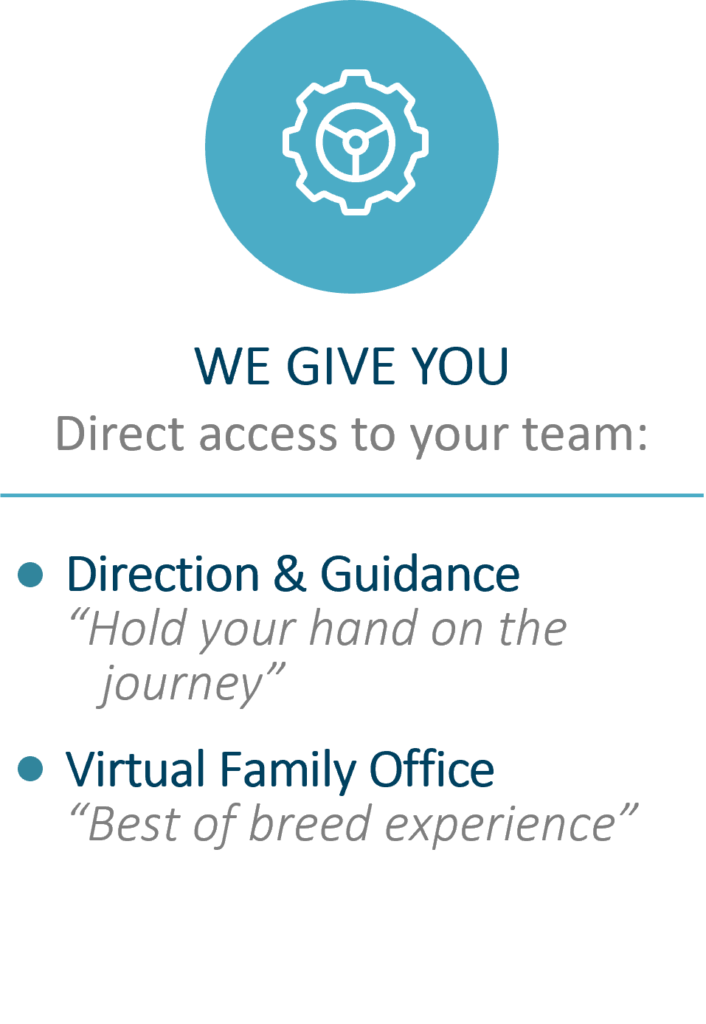 WE GIVE YOU
Direct access to your team:
● Direction & Guidance
“Hold your hand on the
journey”
● Virtual Family Office
“Best of breed experience”